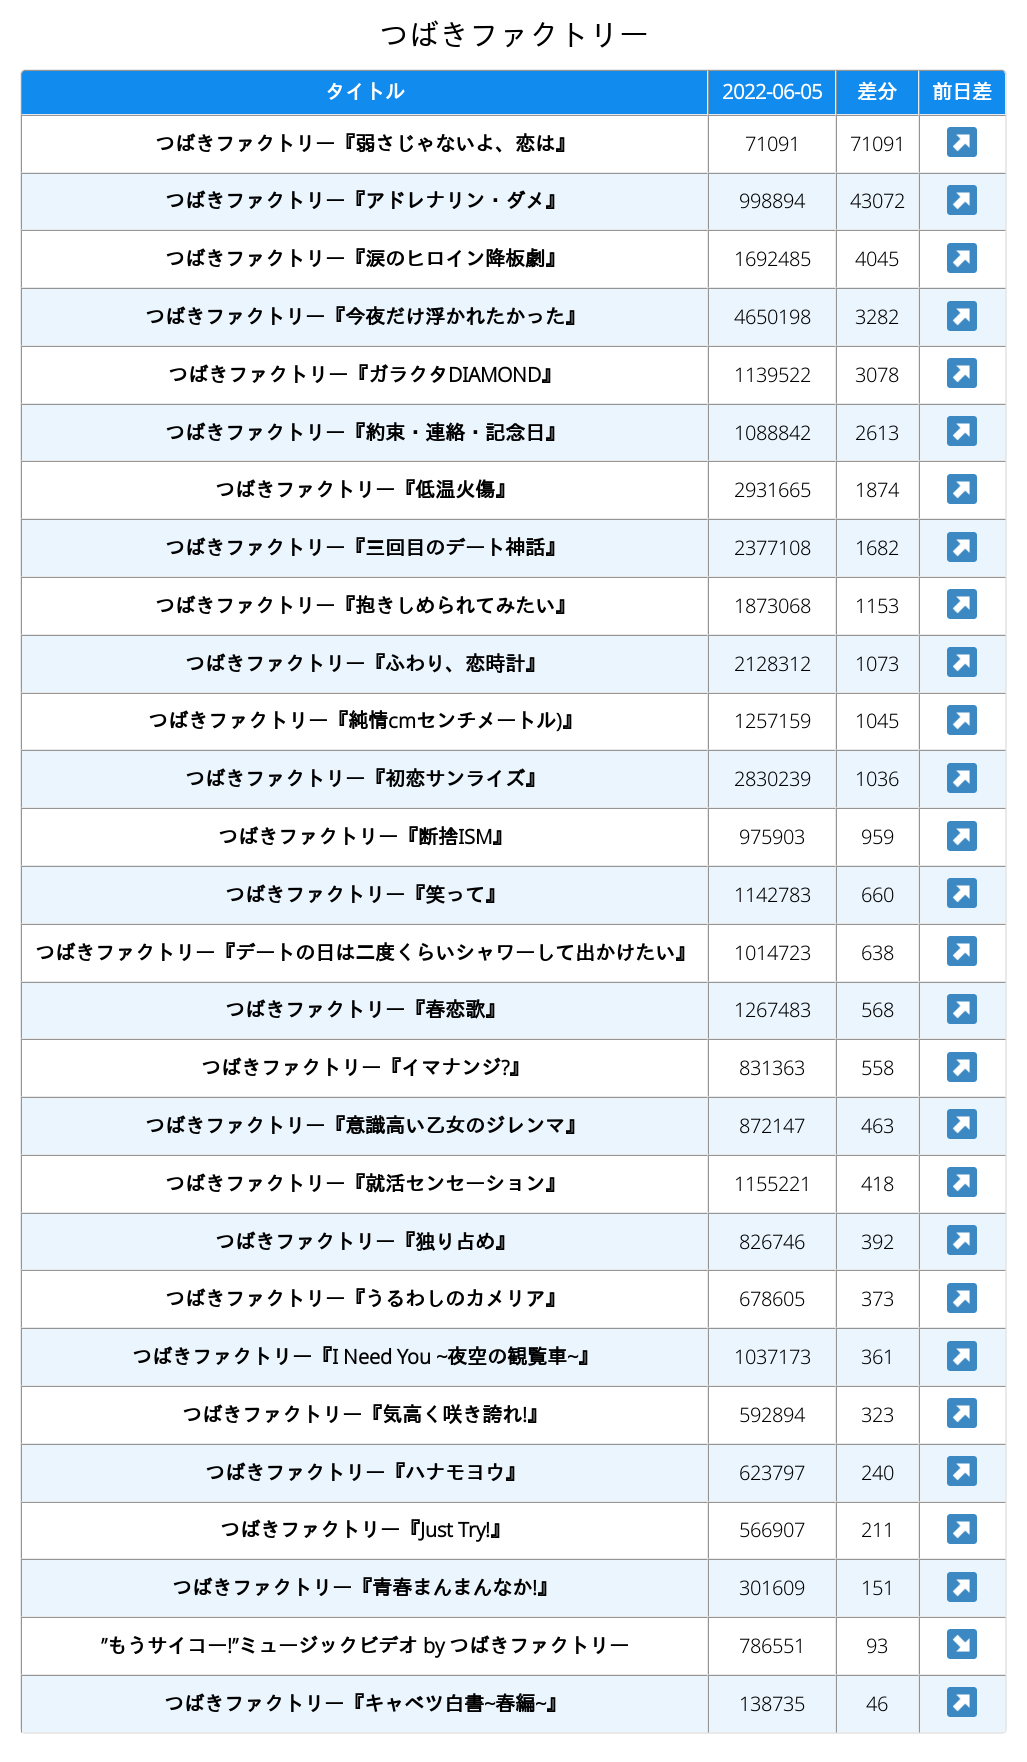 つばきファクトリー
タイトル 2022-06-05 差分 前日差
つばきファクトリー『弱さじゃないよ、恋は』 71091 71091
つばきファクトリー『アドレナリン・ダメ』 998894 43072
つばきファクトリー『涙のヒロイン降板劇』 1692485 4045
つばきファクトリー『今夜だけ浮かれたかった』 4650198 3282
つばきファクトリー『ガラクタDIAMOND』 1139522 3078
つばきファクトリー『約束・連絡・記念日』 1088842 2613
つばきファクトリー『低温火傷』 2931665 1874
つばきファクトリー『三回目のデート神話』 2377108 1682
つばきファクトリー『抱きしめられてみたい』 1873068 1153
つばきファクトリー『ふわり、恋時計』 2128312 1073
つばきファクトリー『純情cmセンチメートル)』 1257159 1045
つばきファクトリー『初恋サンライズ』 2830239 1036
つばきファクトリー『断捨ISM』 975903 959
つばきファクトリー『笑って』 1142783 660
つばきファクトリー『デートの日は二度くらいシャワーして出かけたい』 1014723 638
つばきファクトリー『春恋歌』 1267483 568
つばきファクトリー『イマナンジ?』 831363 558
つばきファクトリー『意識高い乙女のジレンマ』 872147 463
つばきファクトリー『就活センセーション』 1155221 418
つばきファクトリー『独り占め』 826746 392
つばきファクトリー『うるわしのカメリア』 678605 373
つばきファクトリー『I Need You ~夜空の観覧車~』 1037173 361
つばきファクトリー『気高く咲き誇れ!』 592894 323
つばきファクトリー『ハナモヨウ』 623797 240
つばきファクトリー『Just Try!』 566907 211
つばきファクトリー『青春まんまんなか!』 301609 151
”もうサイコー!”ミュージックビデオ by つばきファクトリー 786551 93
つばきファクトリー『キャベツ白書~春編~』 138735 46